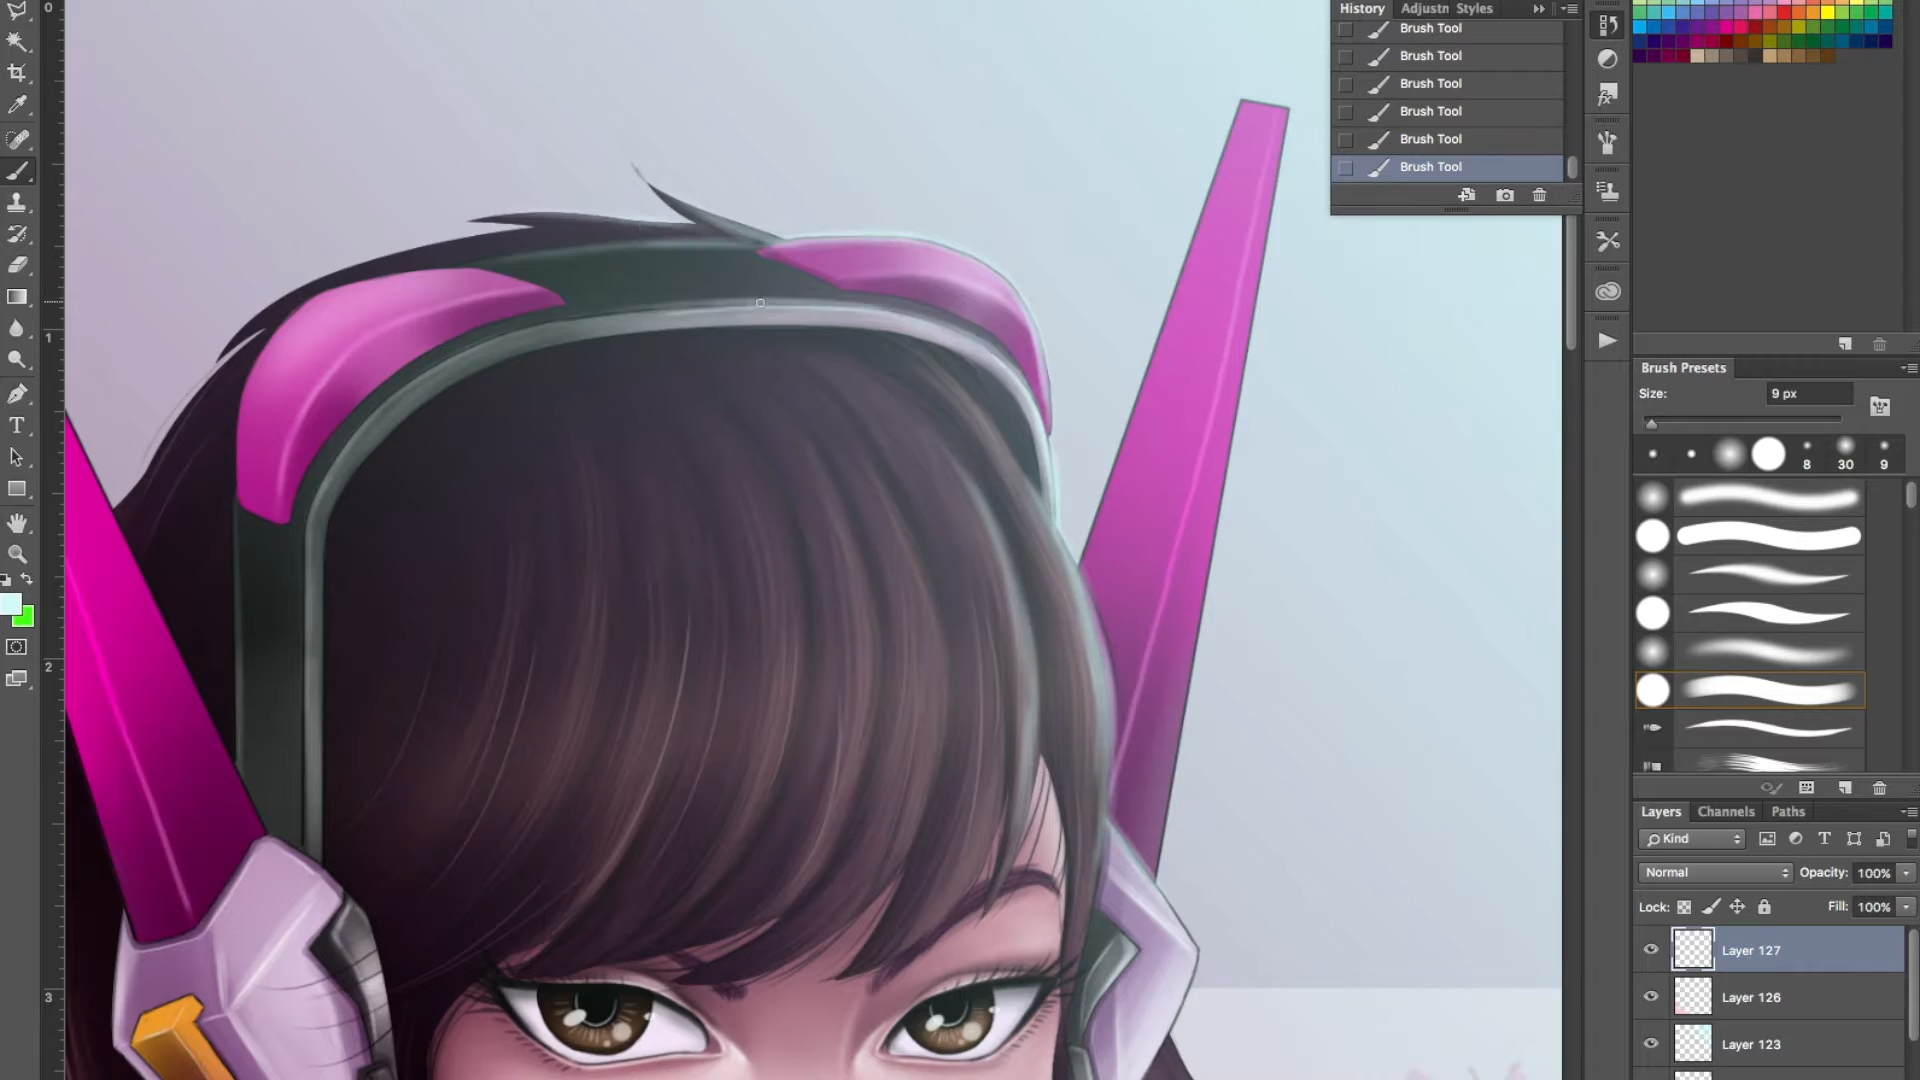 History Adjustn Styles
Brush Tool
Brush Tool
Brush Tool
Brush Tool
Brush Tool
Brush Tool
Brush Presets
Size: 9 px
8 30 9
Layers Channels Paths
Kind
Normal Opacity: 100%
Lock: Fill: 100%
Layer 127
Layer 126
Layer 123
0
1
2
3
T
fx
T